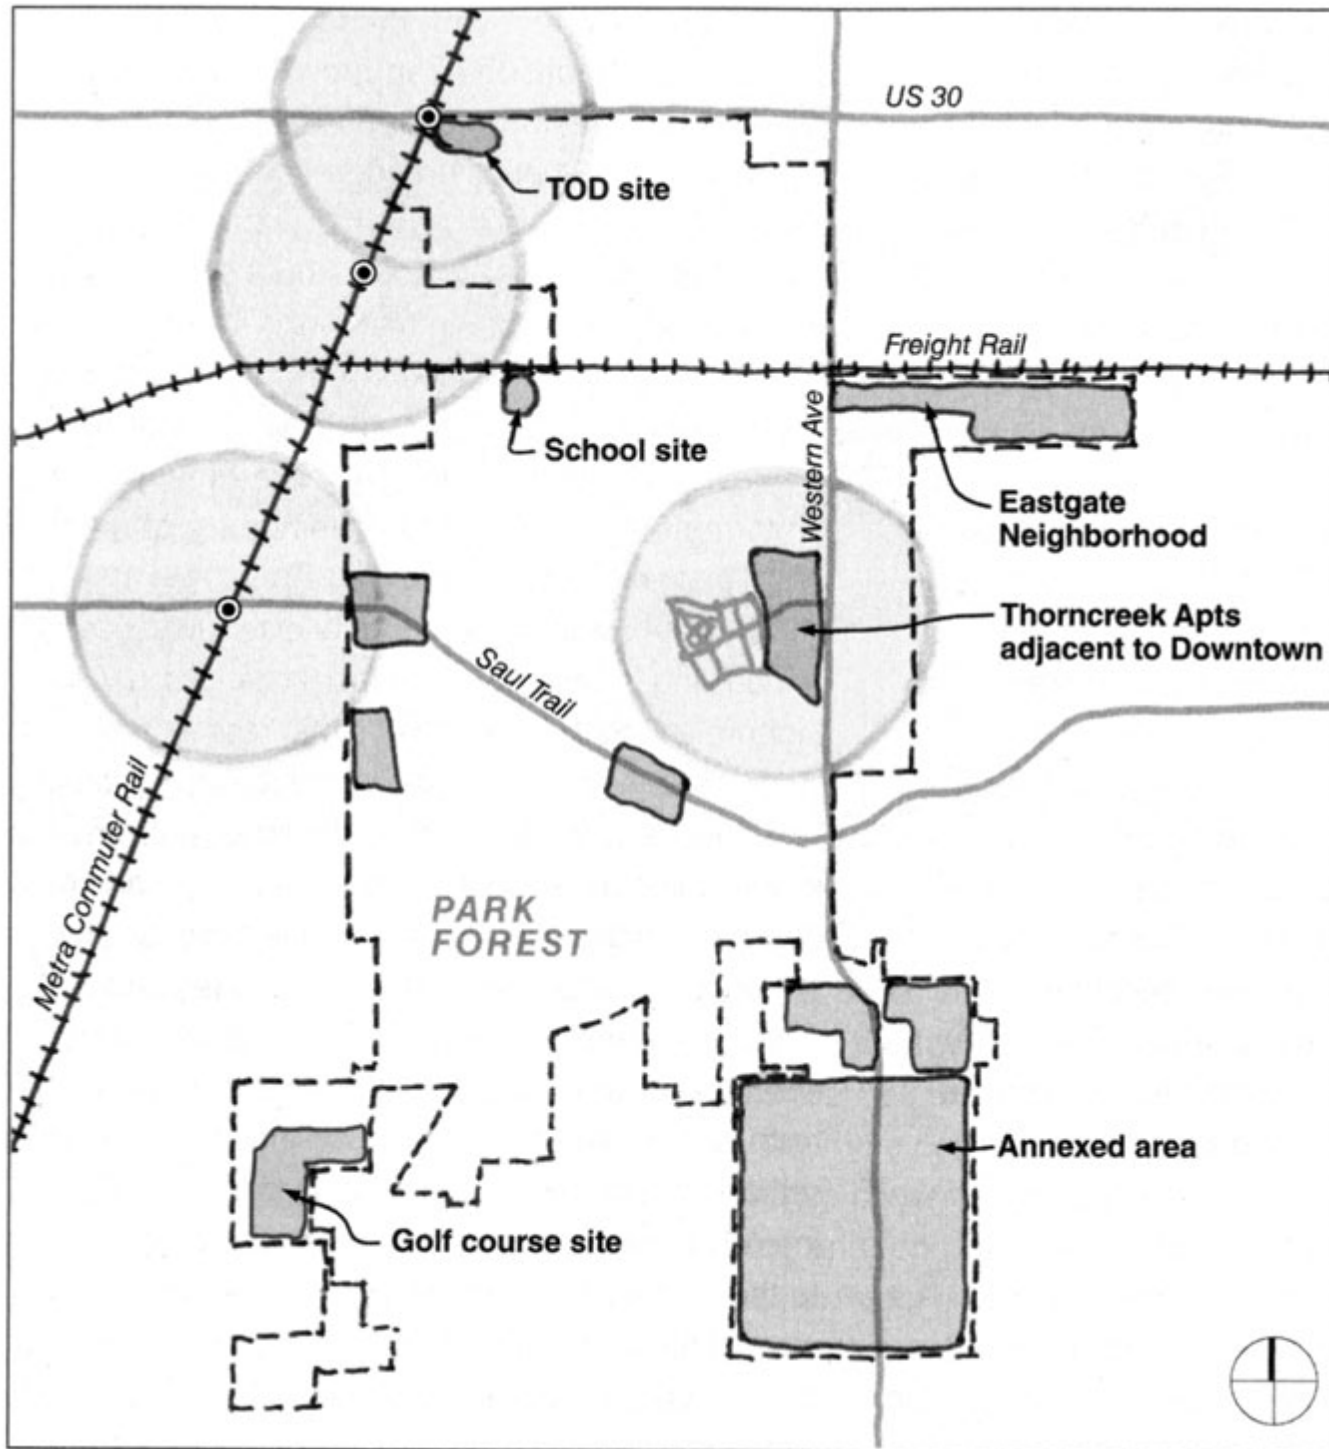 US 30
TOD site
Freight Rail
School site
Western Ave
Eastgate
Neighborhood
Thorncreek Apts
adjacent to Downtown
Saul Trail
Metra Commuter Rail
PARK
FOREST
Annexed area
Golf course site